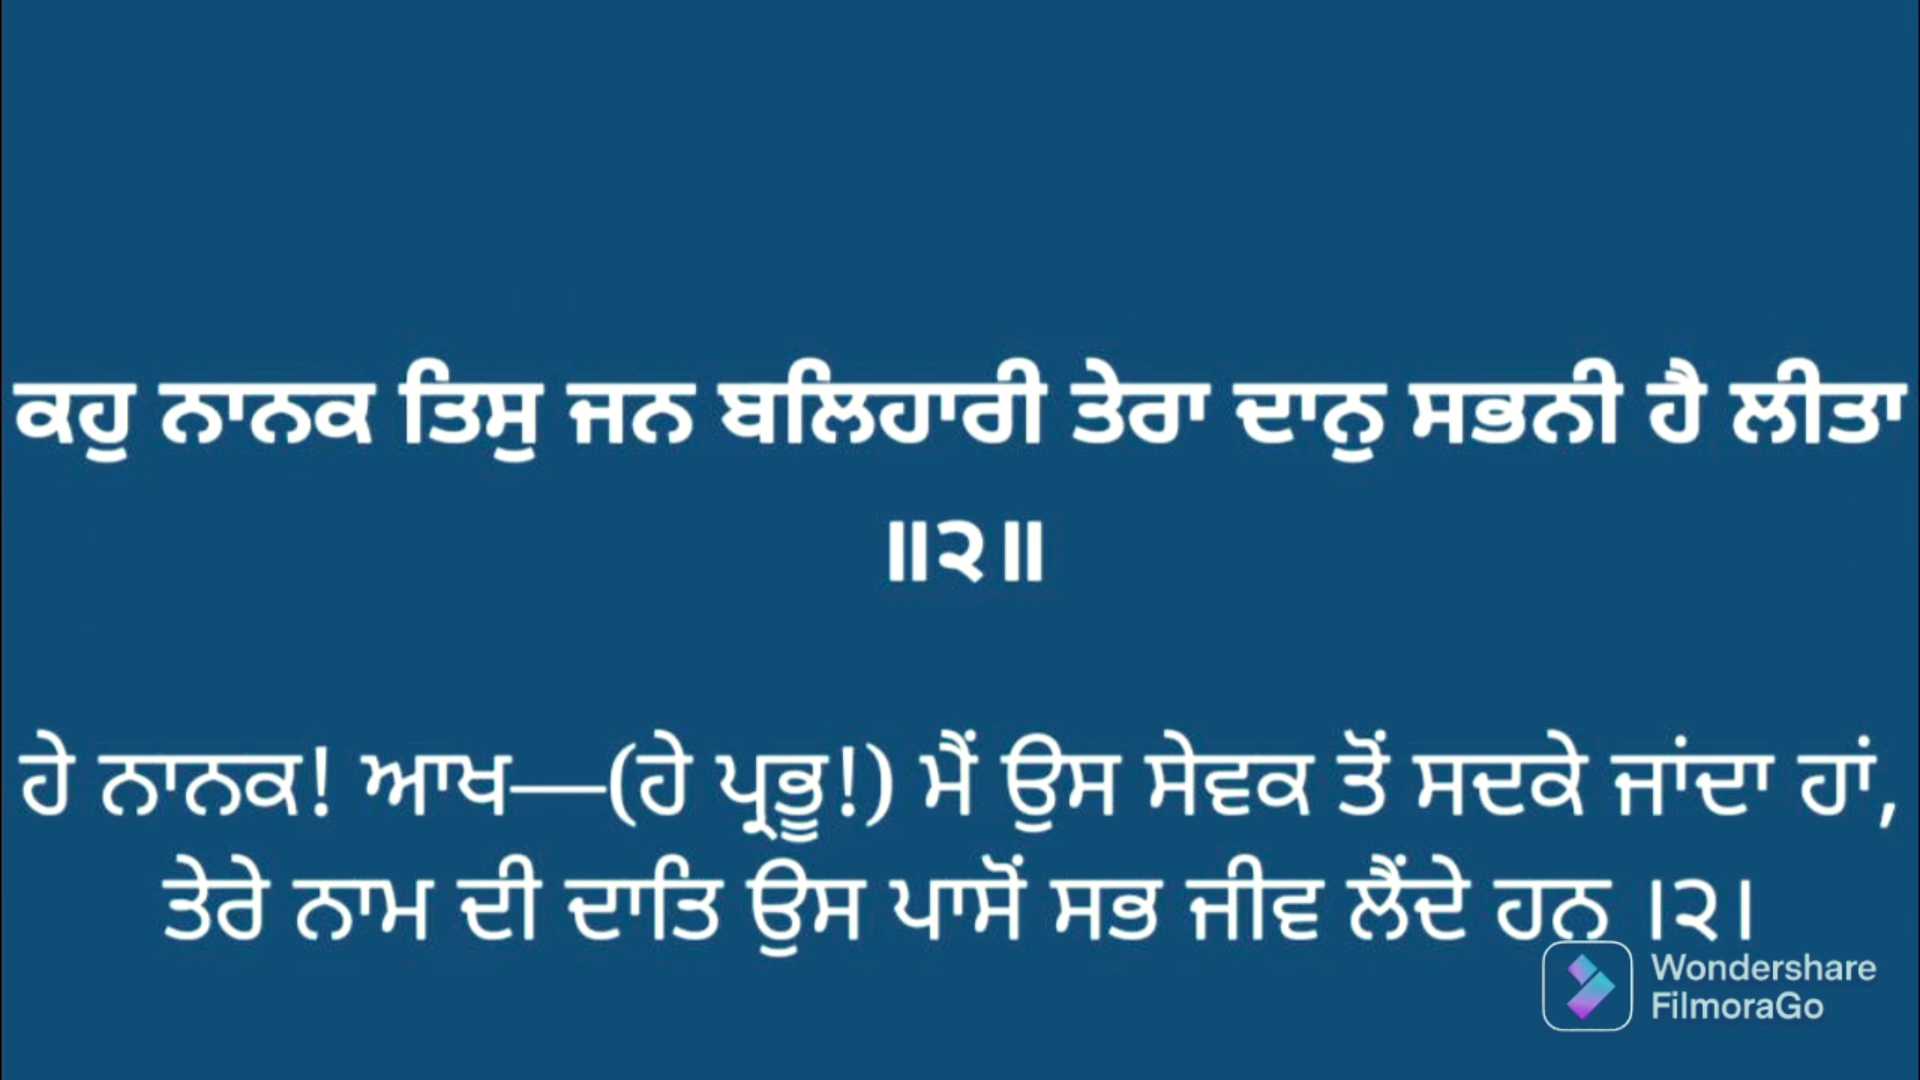 ਕਹੁ ਨਾਨਕ ਤਿਸੁ ਜਨ ਬਲਿਹਾਰੀ ਤੇਰਾ ਦਾਨੁ ਸਭਨੀ ਹੈ ਲੀਤਾ
॥੨॥
ਹੇ ਨਾਨਕ! ਆਖ—(ਹੇ ਪ੍ਰਭੂ!) ਮੈਂ ਉਸ ਸੇਵਕ ਤੋਂ ਸਦਕੇ ਜਾਂਦਾ ਹਾਂ,
ਤੇਰੇ ਨਾਮ ਦੀ ਦਾਤਿ ਉਸ ਪਾਸੋਂ ਸਭ ਜੀਵ ਲੈਂਦੇ ਹਨ ।੨।
Wondershare
FilmoraGo